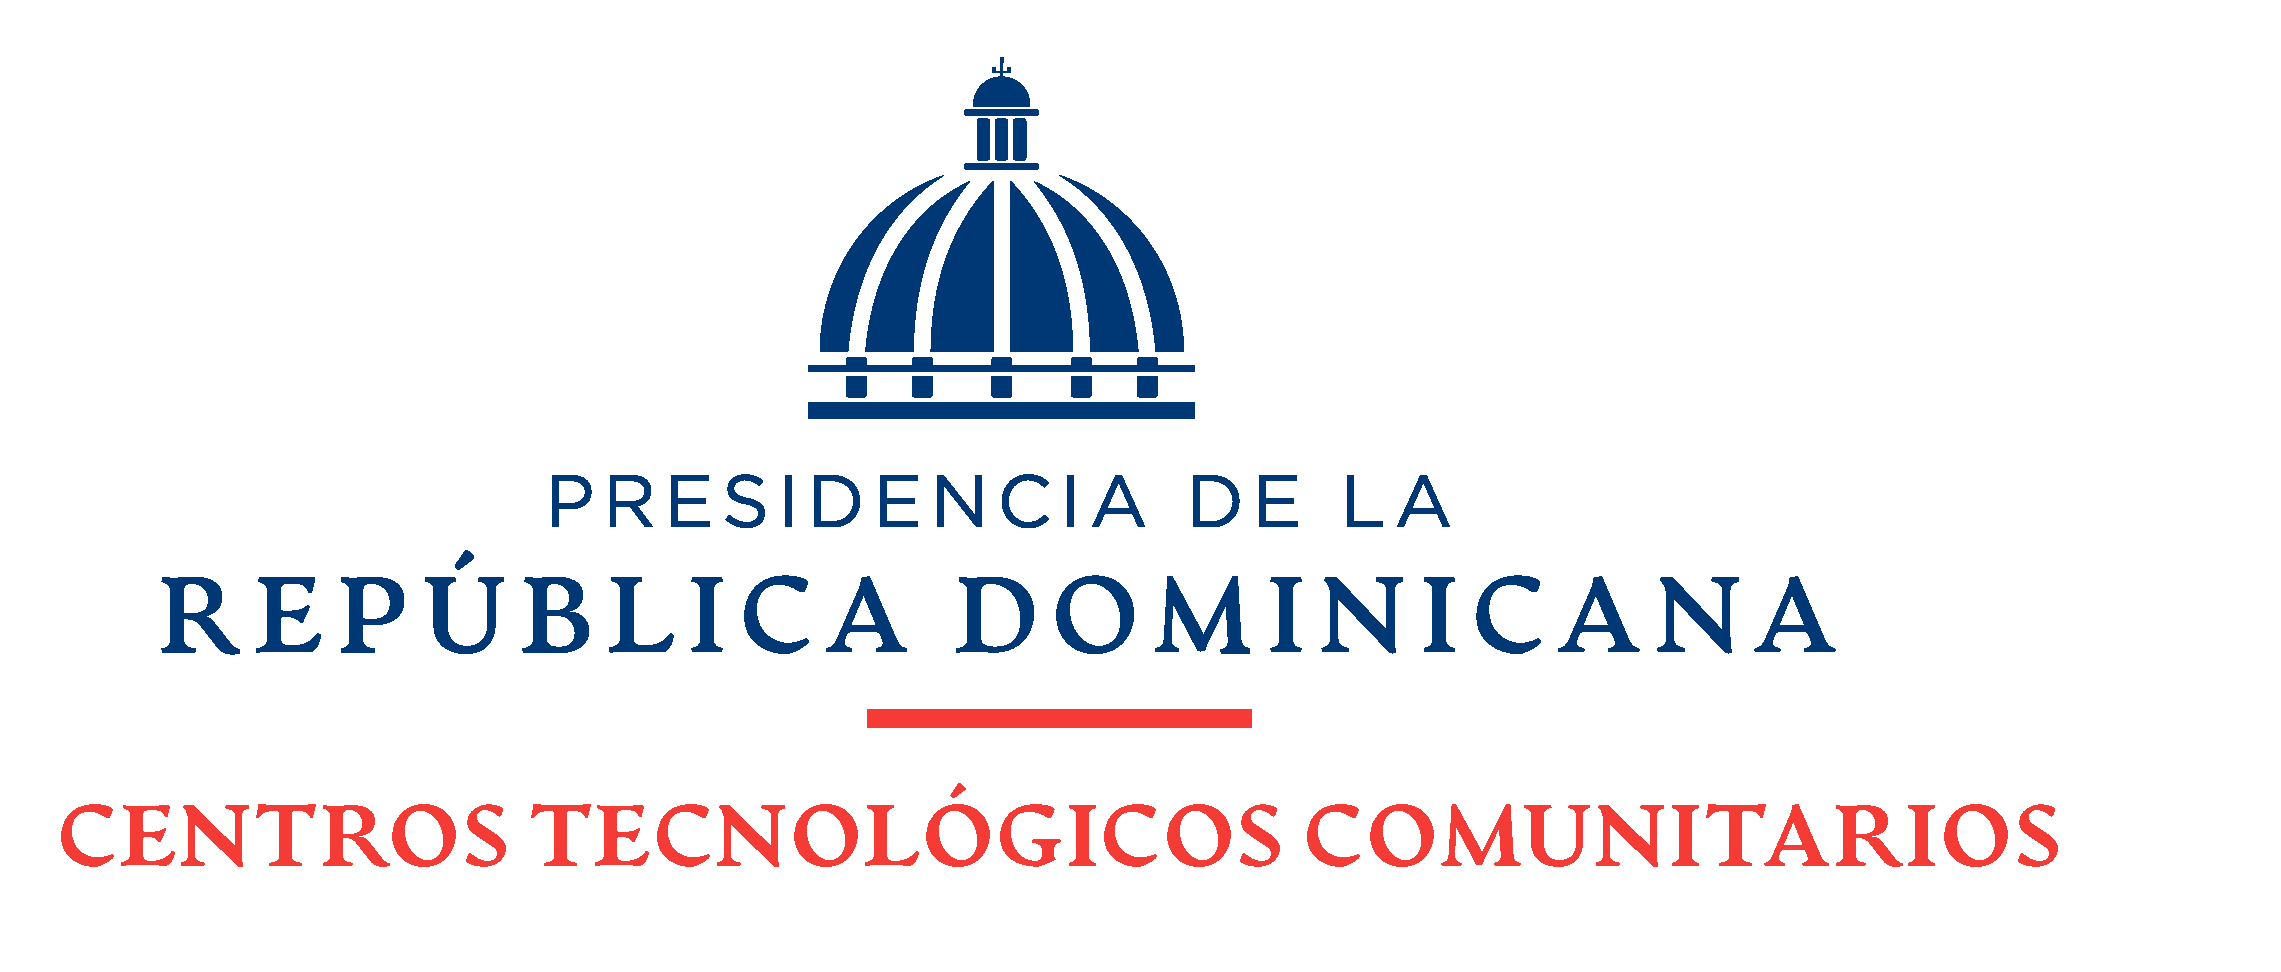 PRESIDENCIA DE LA
REPÚBLICA DOMINICANA
CENTROS TECNOLÓGICOS COMUNITARIOS